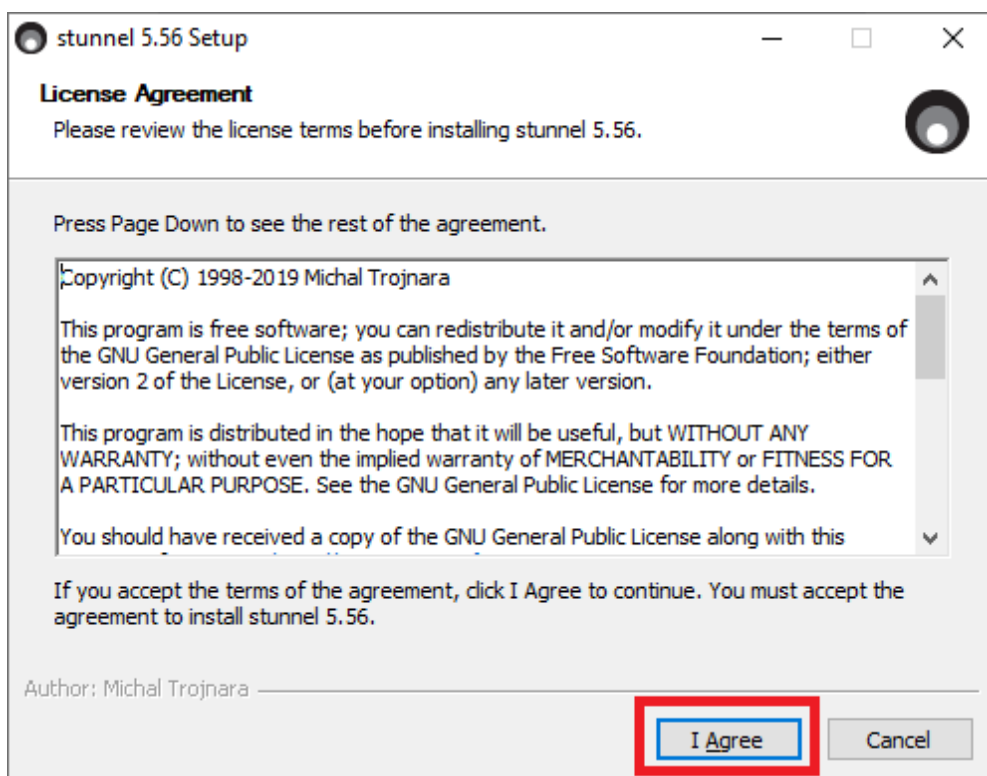 stunnel 5.56 Setup
License Agreement
Please review the license terms before installing stunnel 5.56.
Press Page Down to see the rest of the agreement.
Copyright (C) 1998-2019 Michal Trojnara
This program is free software; you can redistribute it and/or modify it under the terms of
the GNU General Public License as published by the Free Software Foundation; either
version 2 of the License, or (at your option) any later version.
This program is distributed in the hope that it will be useful, but WITHOUT ANY
WARRANTY; without even the implied warranty of MERCHANTABILITY or FITNESS FOR
A PARTICULAR PURPOSE. See the GNU General Public License for more details.
You should have received a copy of the GNU General Public License along with this
If you accept the terms of the agreement, click I Agree to continue. You must accept the
agreement to install stunnel 5.56.
Author: Michal Trojnara
I Agree
Cancel